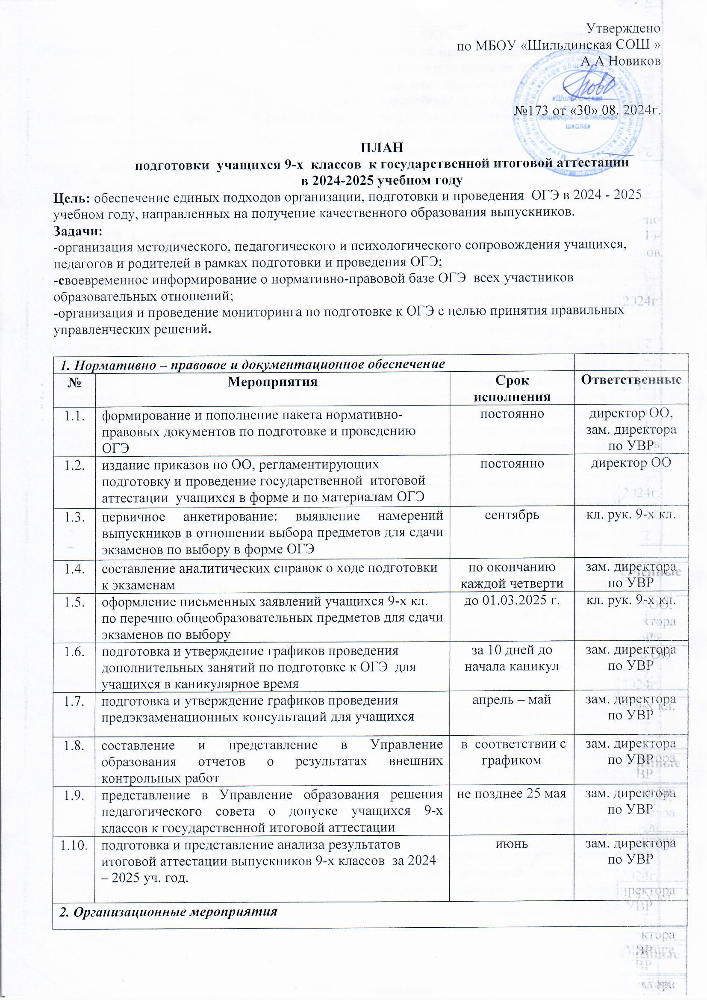 Утверждено
по МБОУ «Шильдинская СОШ »
А.А Новиков
«Шильдинская
общеобразовательная
школа»
№173 от «30» 08. 2024г.
ПЛАН
подготовки учащихся 9-х классов к государственной итоговой аттестации
в 2024-2025 учебном году
Цель: обеспечение единых подходов организации, подготовки и проведения ОГЭ в 2024 - 2025
учебном году, направленных на получение качественного образования выпускников.
Задачи:
-организация методического, педагогического и психологического сопровождения учащихся,
педагогов и родителей в рамках подготовки и проведения ОГЭ;
-своевременное информирование о нормативно-правовой базе ОГЭ всех участников
образовательных отношений;
-организация и проведение мониторинга по подготовке к ОГЭ с целью принятия правильных
управленческих решений.
1. Нормативно – правовое и документационное обеспечение
№ Мероприятия Срок Ответственные
исполнения
1.1. формирование и пополнение пакета нормативно- постоянно директор ОО,
правовых документов по подготовке и проведению зам. директора
ОГЭ по УВР
1.2. издание приказов по ОО, регламентирующих постоянно директор ОО
подготовку и проведение государственной итоговой
аттестации учащихся в форме и по материалам ОГЭ
1.3. первичное анкетирование: выявление намерений сентябрь кл. рук. 9-х кл.
выпускников в отношении выбора предметов для сдачи
экзаменов по выбору в форме ОГЭ
1.4. составление аналитических справок о ходе подготовки по окончанию зам. директора
к экзаменам каждой четверти по УВР
1.5. оформление письменных заявлений учащихся 9-х кл. до 01.03.2025 г. кл. рук. 9-х кл.
по перечню общеобразовательных предметов для сдачи
экзаменов по выбору
1.6. подготовка и утверждение графиков проведения за 10 дней до зам. директора
дополнительных занятий по подготовке к ОГЭ для начала каникул по УВР
учащихся в каникулярное время
1.7. подготовка и утверждение графиков проведения апрель – май зам. директора
предэкзаменационных консультаций для учащихся по УВР
1.8. составление и представление в Управление в соответствии с зам. директора
образования отчетов о результатах внешних графиком по УВР
контрольных работ
1.9. представление в Управление образования решения не позднее 25 мая зам. директора
педагогического совета о допуске учащихся 9-х по УВР
классов к государственной итоговой аттестации
1.10. подготовка и представление анализа результатов июнь зам. директора
итоговой аттестации выпускников 9-х классов за 2024 по УВР
– 2025 уч. год.
2. Организационные мероприятия